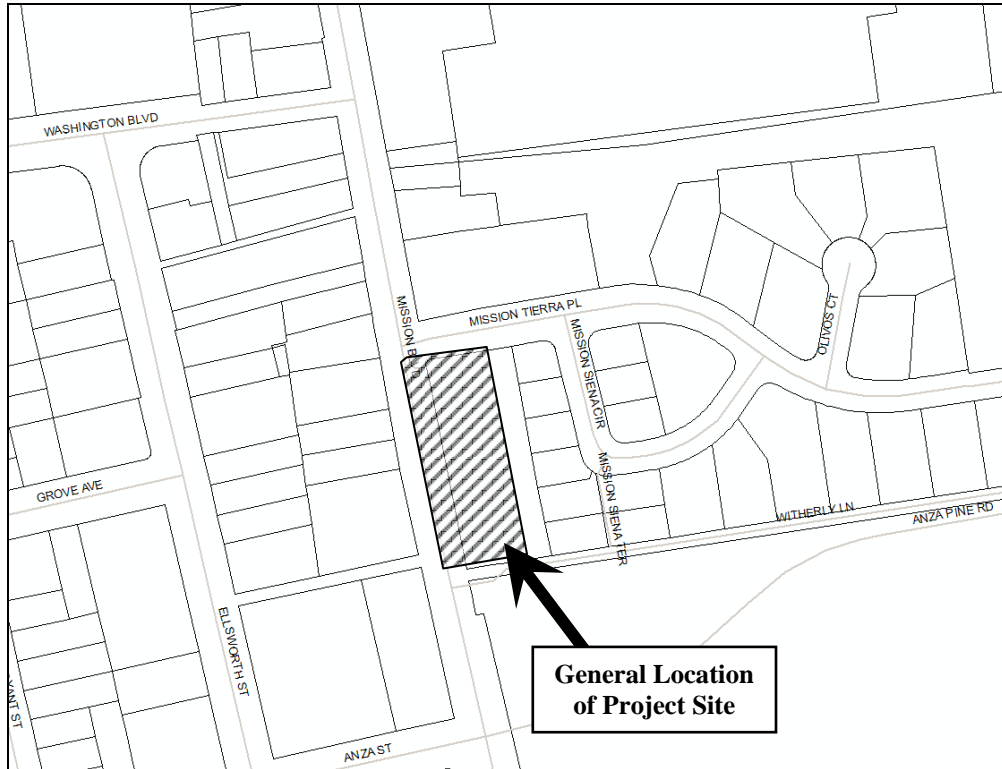 WASHINGTON BLVD
MISSION TIERRA PL
MISSION SIENA CIR
OLIVOS CT
MISSION SIENA TER
GROVE AVE
WITHERLY LN
ANZA PINE RD
ELLSWORTH ST
ANZA ST
General Location
of Project Site
MISSION